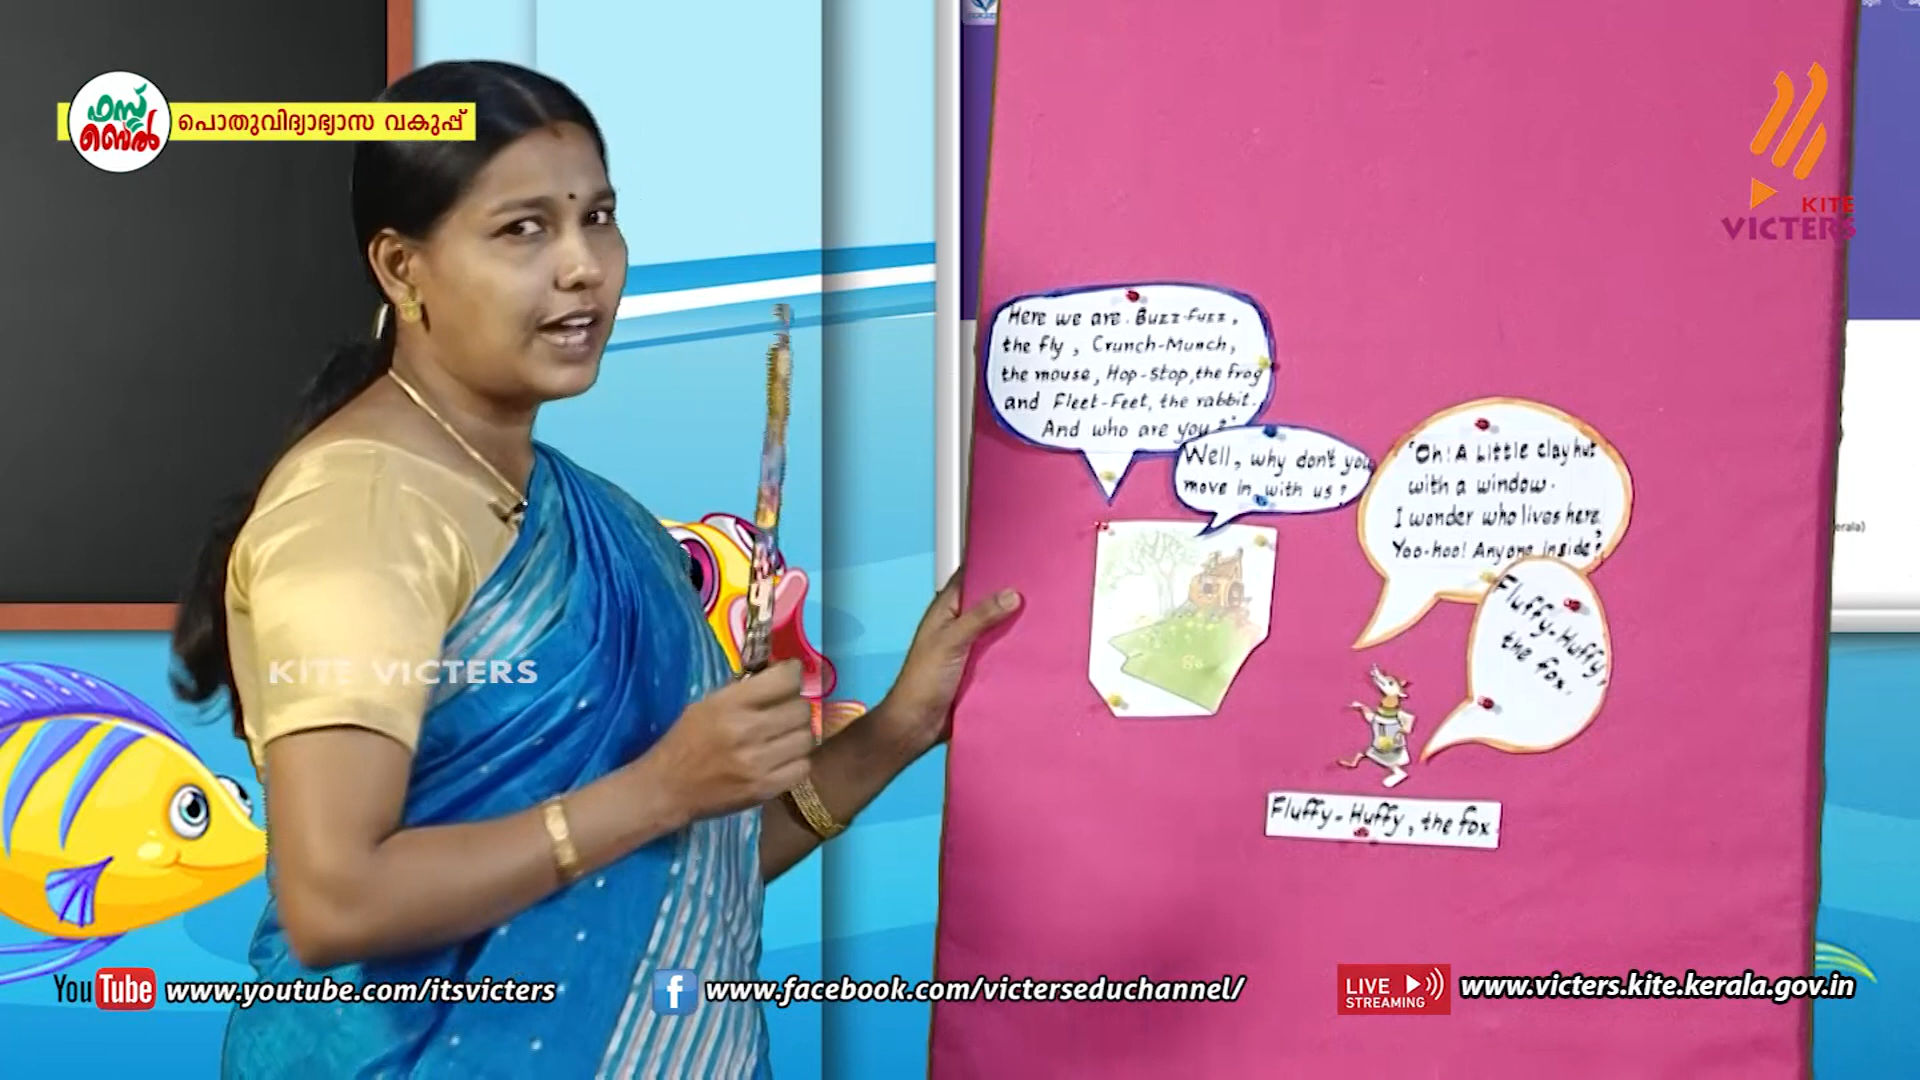 ഫസ്റ്റ്
ബെൽ
പൊതുവിദ്യാഭ്യാസ വകുപ്പ്
KITE
VICTERS
Here we are. Buzz-Fuzz,
the fly, Crunch-Munch,
the mouse, Hop-Stop, the frog
and Fleet-Feet, the rabbit.
And who are you?"
Well, why don't you
move in with us?
"Oh! A Little clay hut
with a window.
I wonder who lives here.
Yoo-hoo! Anyone inside?
Fluffy-Huffy,
the fox.
Fluffy-Huffy, the fox.
erala)
KITE VICTERS
YouTube www.youtube.com/itsvicters
f www.facebook.com/victerseduchannel/
LIVE
STREAMING
www.victers.kite.kerala.gov.in